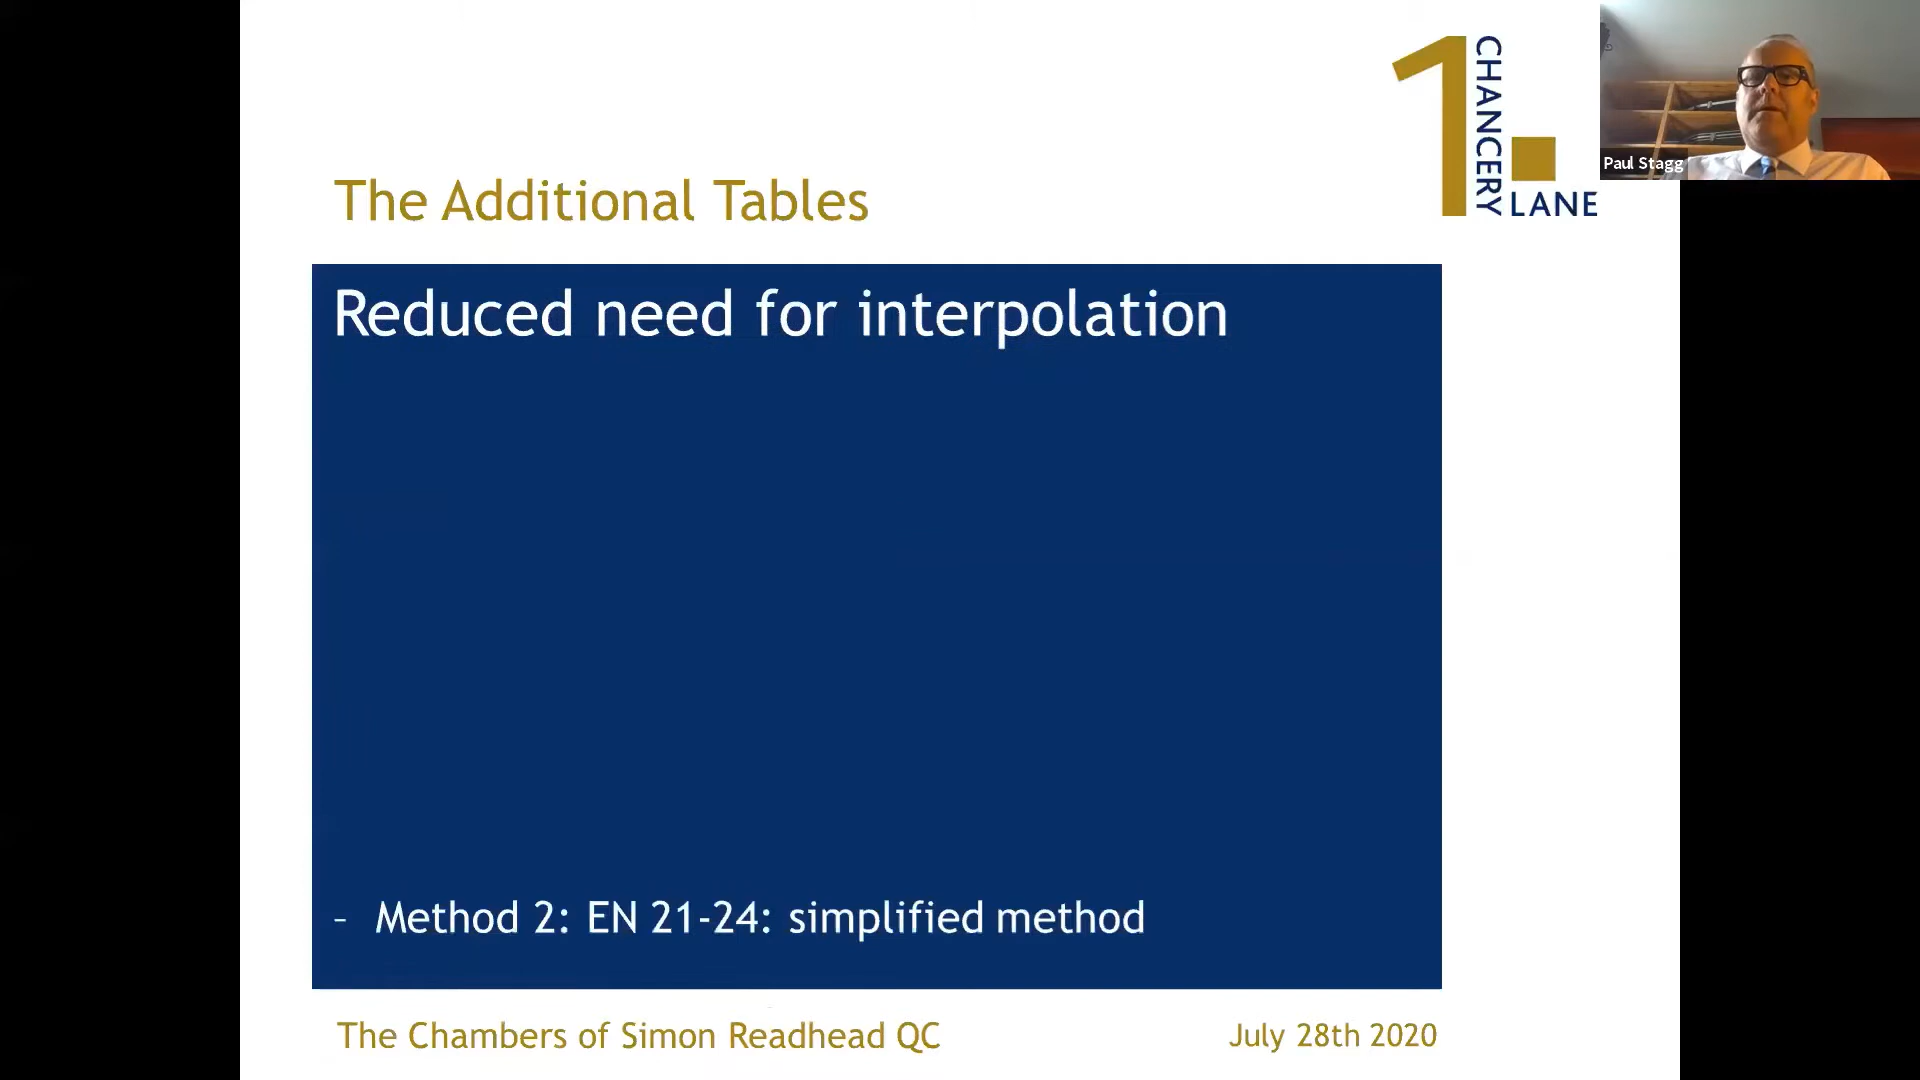 1 CHANCERY LANE
Paul Stagg
The Additional Tables
Reduced need for interpolation
– Method 2: EN 21-24: simplified method
The Chambers of Simon Readhead QC
July 28th 2020